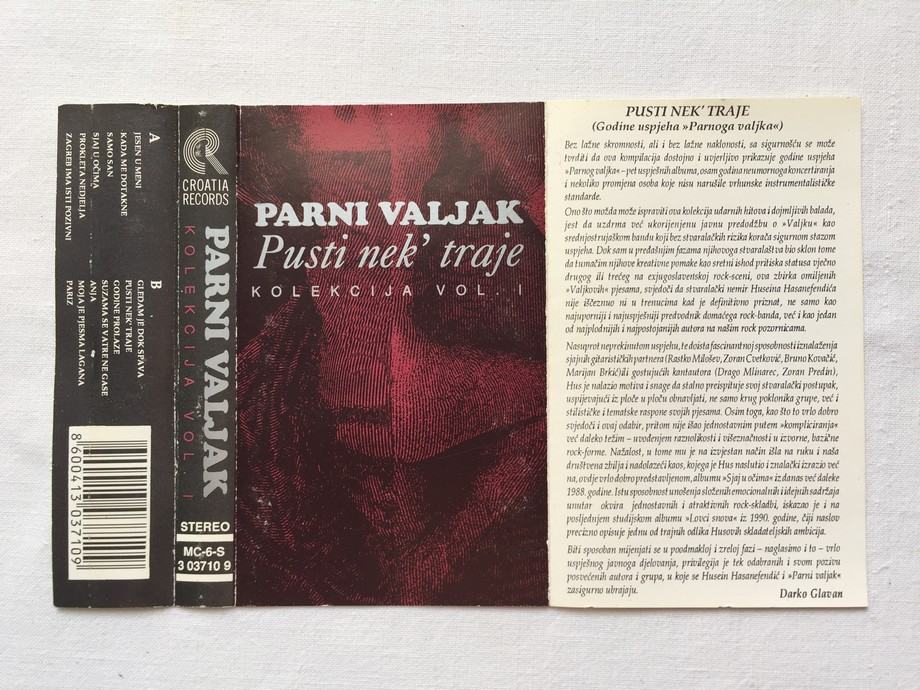 A
JESEN U MENI
KADA ME DOTAKNE
SAMO SAN
SJAJ U OČIMA
PROKLETA NEDJELJA
ZAGREB IMA ISTI POZIVNI
B
GLEDAM JE DOK SPAVA
PUSTI NEK' TRAJE
GODINE PROLAZE
SUZAMA SE VATRE NE GASE
ANJA
MOJA JE PJESMA LAGANA
PARIZ
8 600413 037109
CROATIA
RECORDS
PARNI VALJAK
KOLEKCIJA VOL. I
STEREO
MC-6-S
3 03710 9
PARNI VALJAK
Pusti nek' traje
KOLEKCIJA VOL. I
PUSTI NEK' TRAJE
(Godine uspjeha »Parnoga valjka«)
Bez lažne skromnosti, ali i bez lažne naklonosti, sa sigurnošću se može
tvrditi da ova kompilacija dostojno i uvjerljivo prikazuje godine uspjeha
»Parnog valjka« – pet uspješnih albuma, osam godina neumornoga koncertiranja
i nekoliko promjena osoba koje nisu narušile vrhunske instrumentalističke
standarde.
Ono što možda može ispraviti ova kolekcija udarnih hitova i dojmljivih balada,
jest da uzdrma već ukorijenjenu javnu predodžbu o »Valjku« kao
srednjostrujaškom bandu koji bez stvaralačkih rizika korača sigurnom stazom
uspjeha. Dok sam u predašnjim fazama njihovoga stvaralaštva bio sklon tome
da tumačim njihove kreativne pomake kao sretni ishod pritiska statusa vječno
drugog ili trećeg na exjugoslavenskoj rock-sceni, ova zbirka omiljenih
»Valjkovih« pjesama, svjedoči da stvaralački nemir Huseina Hasanefendića
nije iščeznuo ni u trenucima kad je definitivno priznat, ne samo kao
najuporniji i najuspješniji predvodnik domaćega rock-banda, već i kao jedan
od najplodnijih i najpostojanijih autora na našim rock pozornicama.
Nasuprot neprekinutom uspjehu, te doista fascinantnoj sposobnosti iznalaženja
sjajnih gitarističkih partnera (Rastko Milošev, Zoran Cvetković, Bruno Kovačić,
Marijan Brkić) ili gostujućih kantautora (Drago Mlinarec, Zoran Predin),
Hus je nalazio motiva i snage da stalno preispituje svoj stvaralački postupak,
uspijevajući iz ploče u ploču obnavljati, ne samo krug poklonika grupe, već i
stilističke i tematske raspone svojih pjesama. Osim toga, kao što to vrlo dobro
svjedoči i ovaj odabir, pritom nije išao jednostavnim putem »kompliciranja«
već daleko težim – uvođenjem raznolikosti i višeznačnosti u izvorne, bazične
rock-forme. Nažalost, u tome mu je na izvjestan način išla na ruku i naša
društvena zbilja i nadolazeći kaos, kojega je Hus naslutio i znalački izrazio već
na, ovdje vrlo dobro predstavljenom, albumu »Sjaj u očima« iz danas već daleke
1988. godine. Istu sposobnost unošenja složenih emocionalnih i idejnih sadržaja
unutar okvira jednostavnih i atraktivnih rock-skladbi, iskazao je i na
posljednjem studijskom albumu »Lovci snova« iz 1990. godine, čiji naslov
precizno opisuje jednu od trajnih odlika Husovih skladateljskih ambicija.
Biti sposoban mijenjati se u poodmakloj i zreloj fazi – naglasimo i to – vrlo
uspješnog javnoga djelovanja, privilegija je tek odabranih i svom pozivu
posvećenih autora i grupa, u koje se Husein Hasanefendić i »Parni valjak«
zasigurno ubrajaju.
Darko Glavan